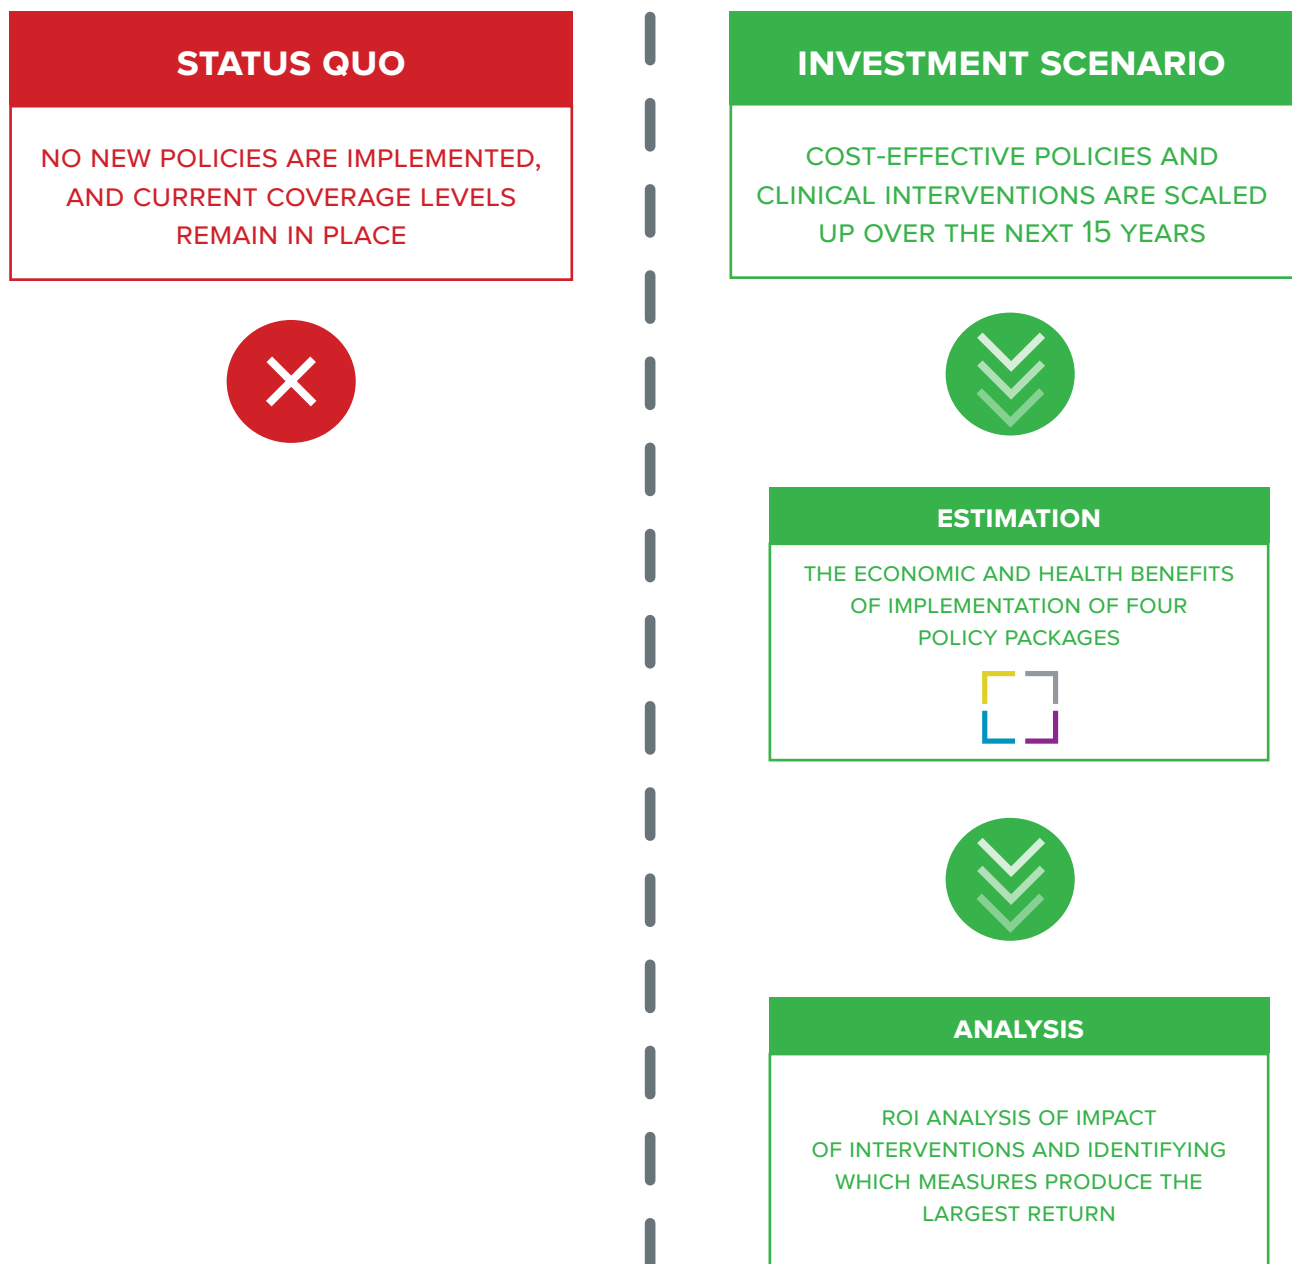 STATUS QUO
NO NEW POLICIES ARE IMPLEMENTED,
AND CURRENT COVERAGE LEVELS
REMAIN IN PLACE
INVESTMENT SCENARIO
COST-EFFECTIVE POLICIES AND
CLINICAL INTERVENTIONS ARE SCALED
UP OVER THE NEXT 15 YEARS
ESTIMATION
THE ECONOMIC AND HEALTH BENEFITS
OF IMPLEMENTATION OF FOUR
POLICY PACKAGES
ANALYSIS
ROI ANALYSIS OF IMPACT
OF INTERVENTIONS AND IDENTIFYING
WHICH MEASURES PRODUCE THE
LARGEST RETURN